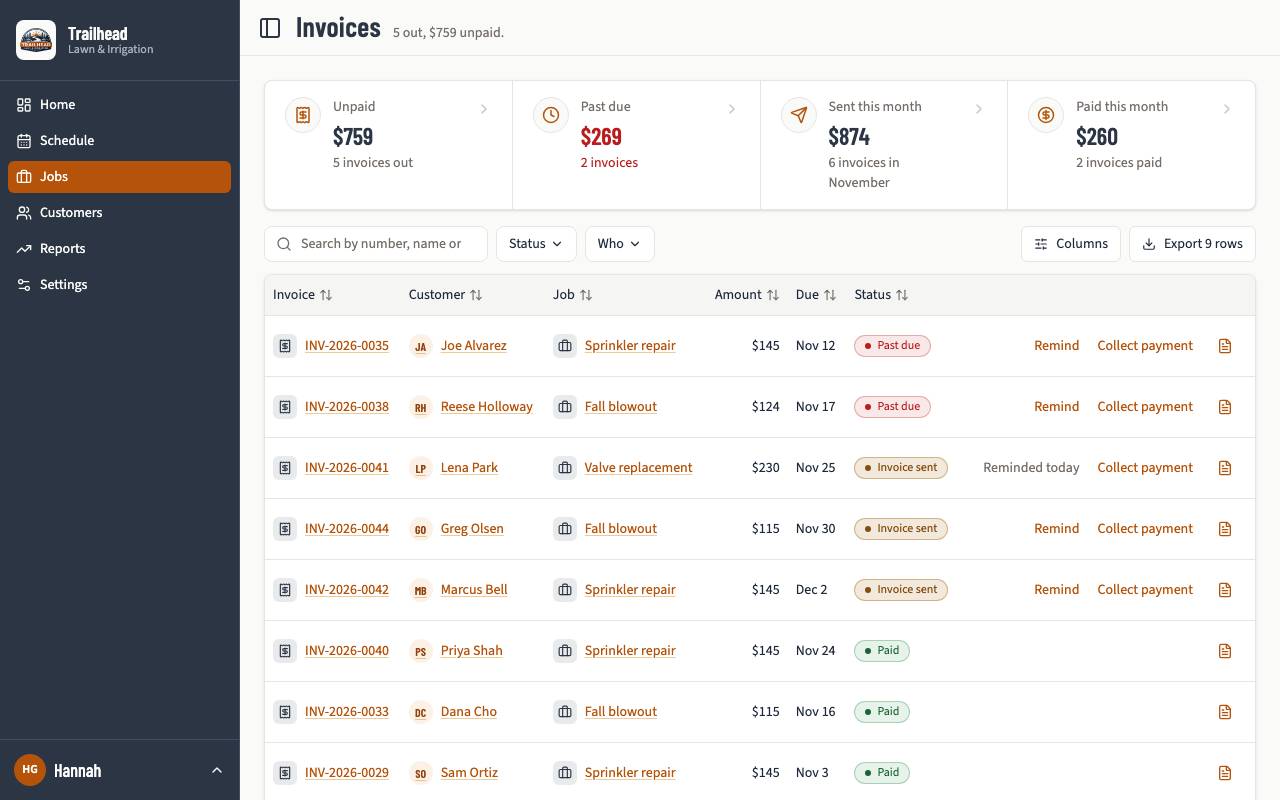 Trailhead
Lawn & Irrigation
Home
Schedule
Jobs
Customers
Reports
Settings
HG Hannah
Invoices 5 out, $759 unpaid.
Unpaid
$759
5 invoices out
Past due
$269
2 invoices
Sent this month
$874
6 invoices in
November
Paid this month
$260
2 invoices paid
Search by number, name or Status Who Columns Export 9 rows
Invoice Customer Job Amount Due Status
INV-2026-0035 JA Joe Alvarez Sprinkler repair $145 Nov 12 Past due Remind Collect payment
INV-2026-0038 RH Reese Holloway Fall blowout $124 Nov 17 Past due Remind Collect payment
INV-2026-0041 LP Lena Park Valve replacement $230 Nov 25 Invoice sent Reminded today Collect payment
INV-2026-0044 GO Greg Olsen Fall blowout $115 Nov 30 Invoice sent Remind Collect payment
INV-2026-0042 MB Marcus Bell Sprinkler repair $145 Dec 2 Invoice sent Remind Collect payment
INV-2026-0040 PS Priya Shah Sprinkler repair $145 Nov 24 Paid
INV-2026-0033 DC Dana Cho Fall blowout $115 Nov 16 Paid
INV-2026-0029 SO Sam Ortiz Sprinkler repair $145 Nov 3 Paid